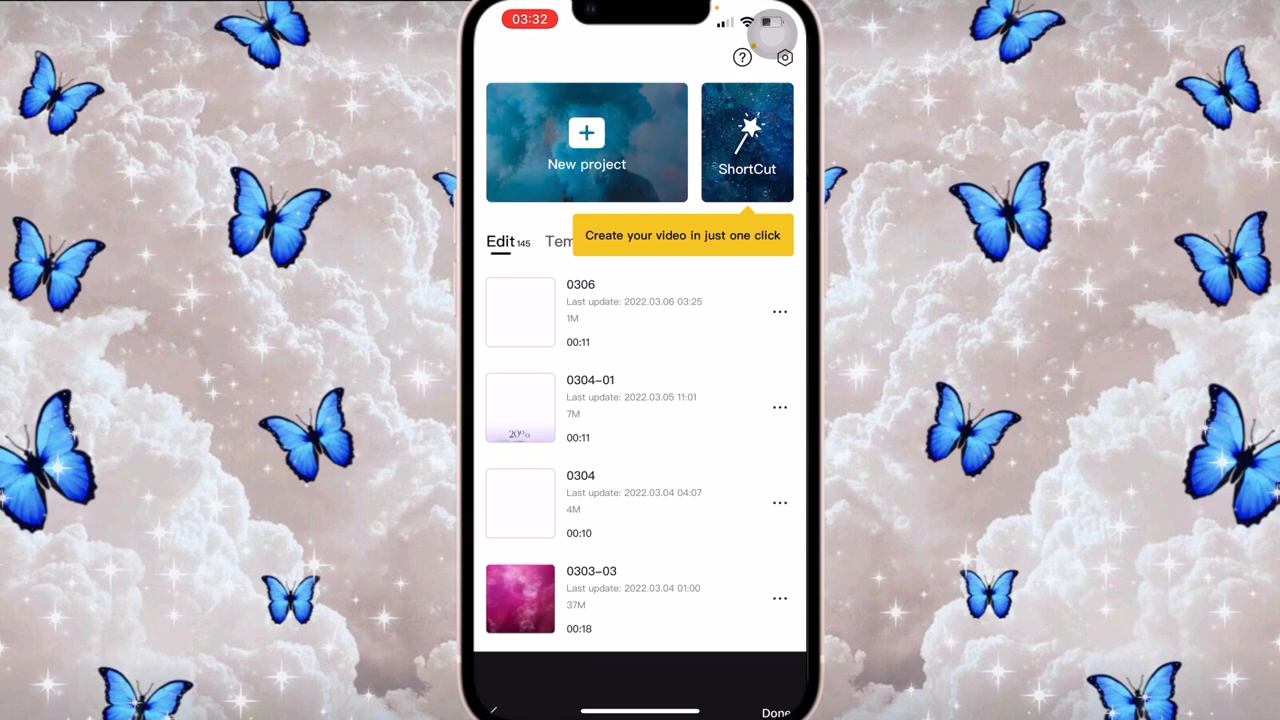 03:32
New project
ShortCut
Create your video in just one click
Edit 145
Tem
0306
Last update: 2022.03.06 03:25
1M
00:11
0304-01
Last update: 2022.03.05 11:01
7M
00:11
20%
0304
Last update: 2022.03.04 04:07
4M
00:10
0303-03
Last update: 2022.03.04 01:00
37M
00:18
Done